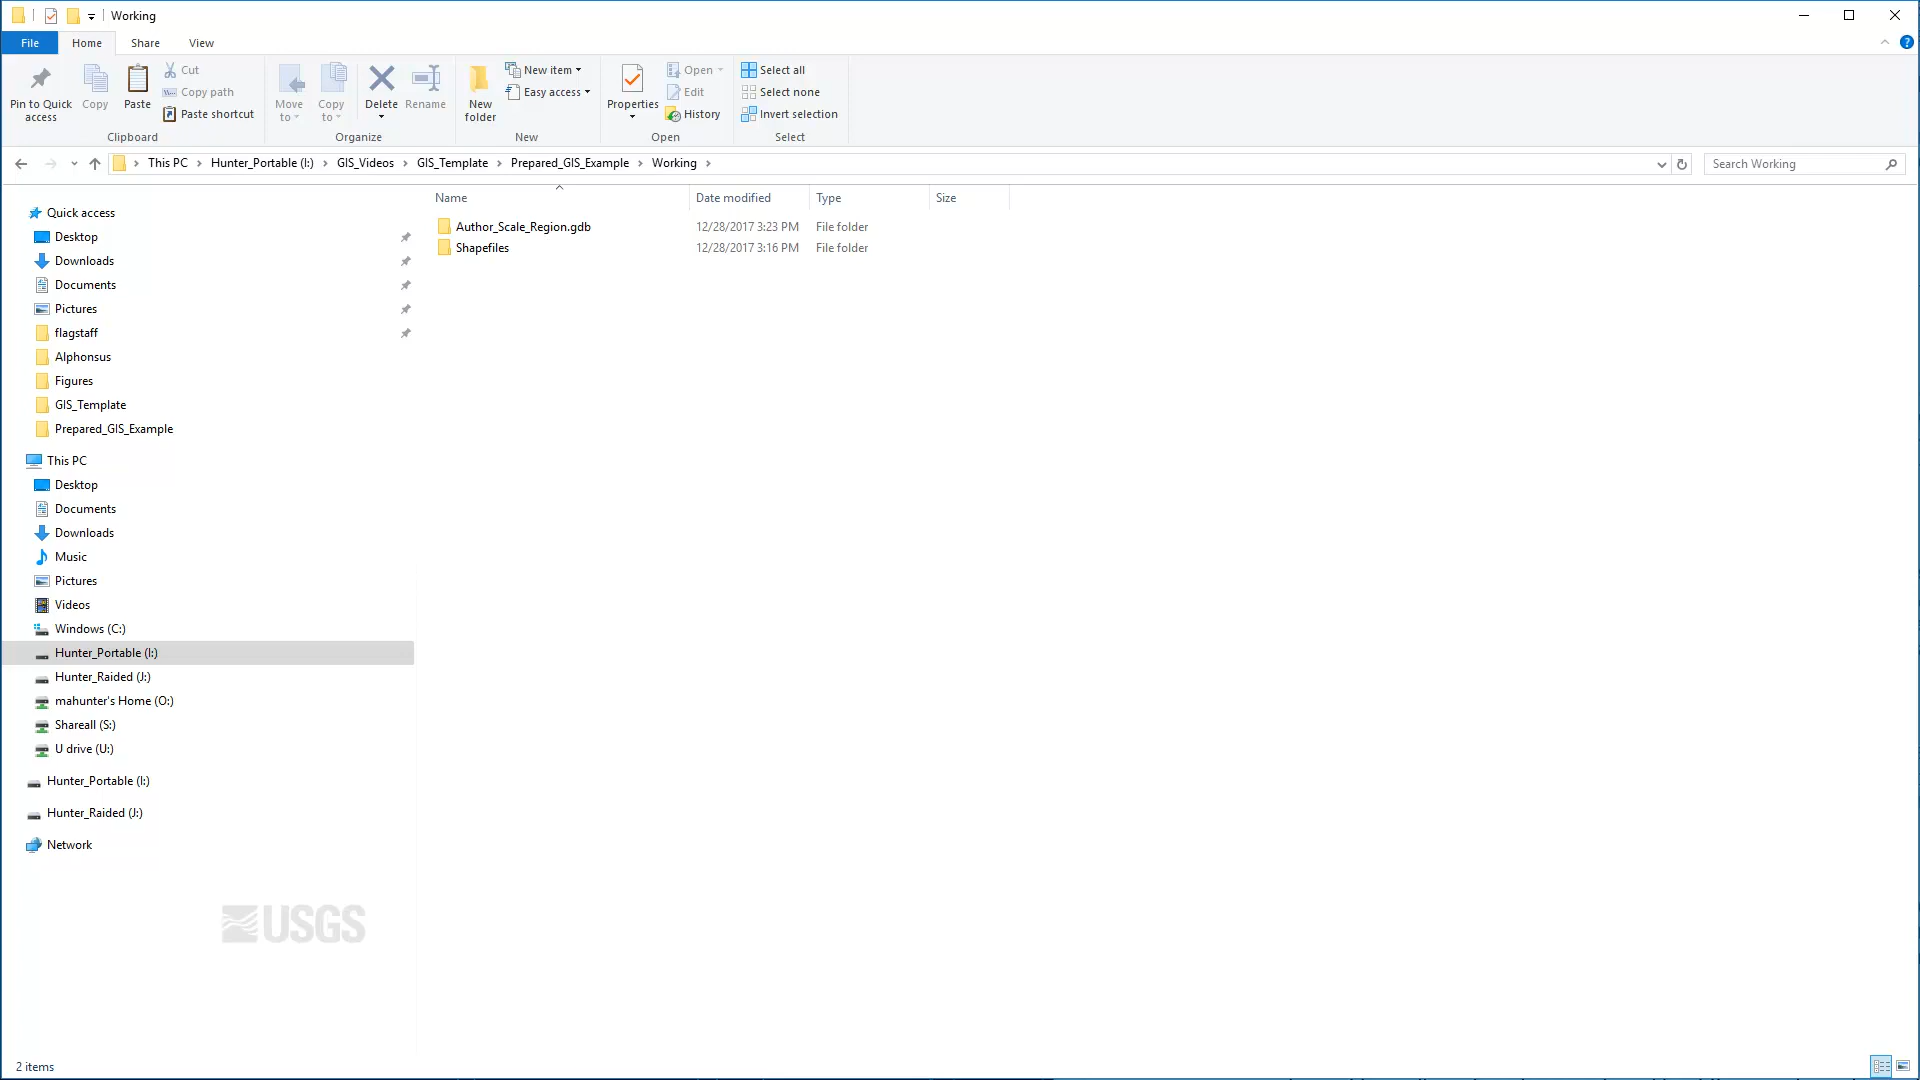 Working
File Home Share View
Pin to Quick access
Copy
Paste
Cut
Copy path
Paste shortcut
Clipboard
Move to
Copy to
Delete
Rename
Organize
New folder
New item
Easy access
New
Properties
Open
Edit
History
Open
Select all
Select none
Invert selection
Select
This PC Hunter_Portable (I:) GIS_Videos GIS_Template Prepared_GIS_Example Working
Search Working
Name Date modified Type Size
Author_Scale_Region.gdb 12/28/2017 3:23 PM File folder
Shapefiles 12/28/2017 3:16 PM File folder
Quick access
Desktop
Downloads
Documents
Pictures
flagstaff
Alphonsus
Figures
GIS_Template
Prepared_GIS_Example
This PC
Desktop
Documents
Downloads
Music
Pictures
Videos
Windows (C:)
Hunter_Portable (I:)
Hunter_Raided (J:)
mahunter's Home (O:)
Shareall (S:)
U drive (U:)
Hunter_Portable (I:)
Hunter_Raided (J:)
Network
USGS
2 items